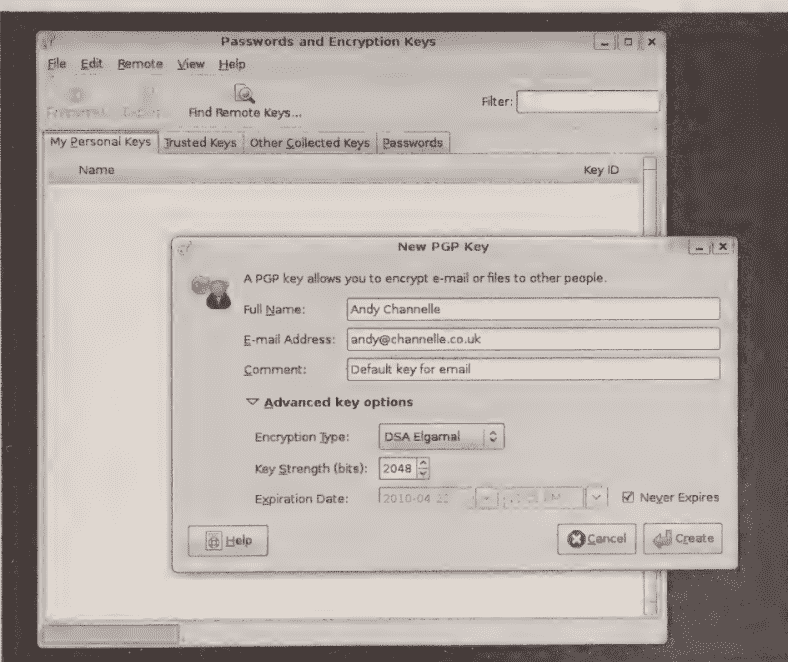 Passwords and Encryption Keys
File Edit Remote View Help
Find Remote Keys...
Filter:
My Personal Keys Trusted Keys Other Collected Keys Passwords
Name Key ID
New PGP Key
A PGP key allows you to encrypt e-mail or files to other people.
Full Name: Andy Channelle
E-mail Address: andy@channelle.co.uk
Comment: Default key for email
Advanced key options
Encryption Type: DSA Elgamal
Key Strength (bits): 2048
Expiration Date: 2010-04 Never Expires
Help Cancel Create